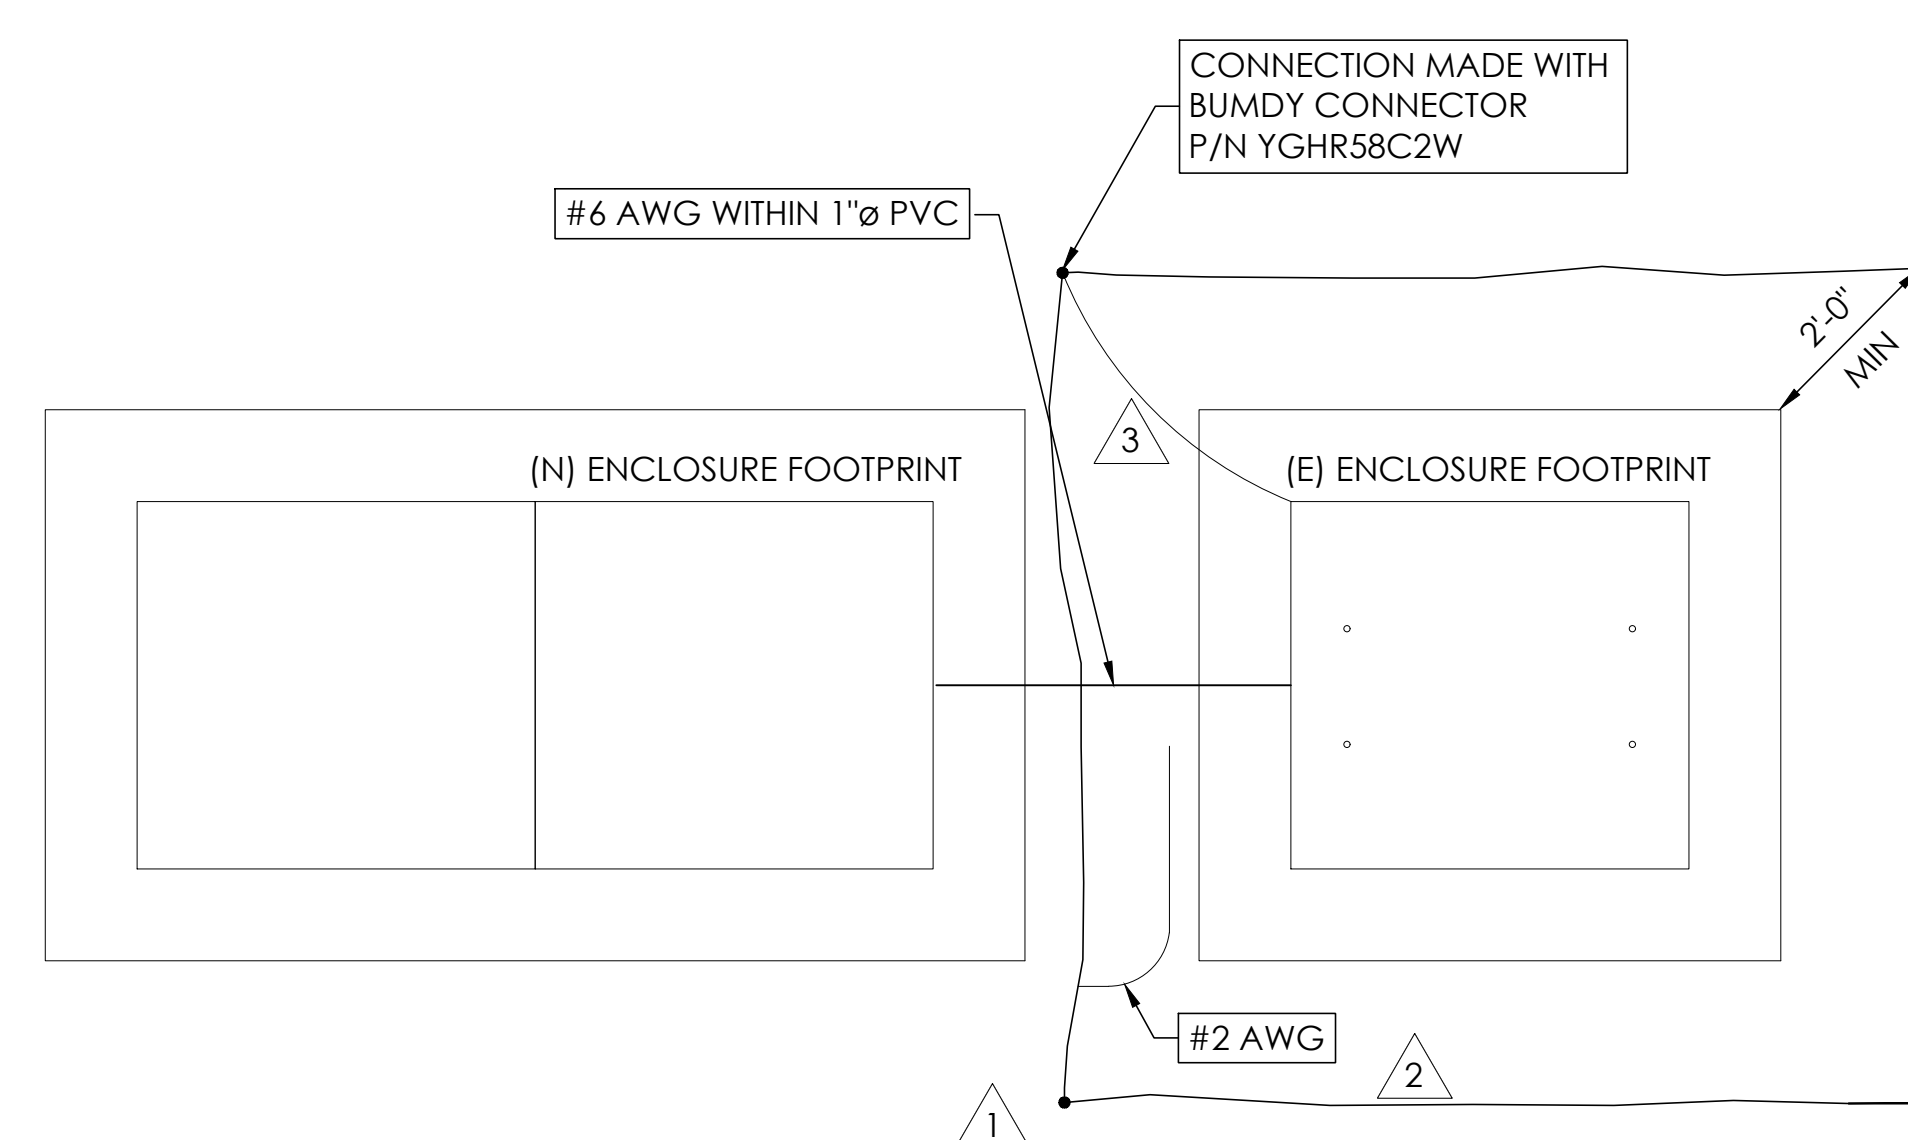 CONNECTION MADE WITH
BUMDY CONNECTOR
P/N YGHR58C2W
#6 AWG WITHIN 1"ø PVC
2'-0"
MIN
3
(N) ENCLOSURE FOOTPRINT
(E) ENCLOSURE FOOTPRINT
#2 AWG
2
1